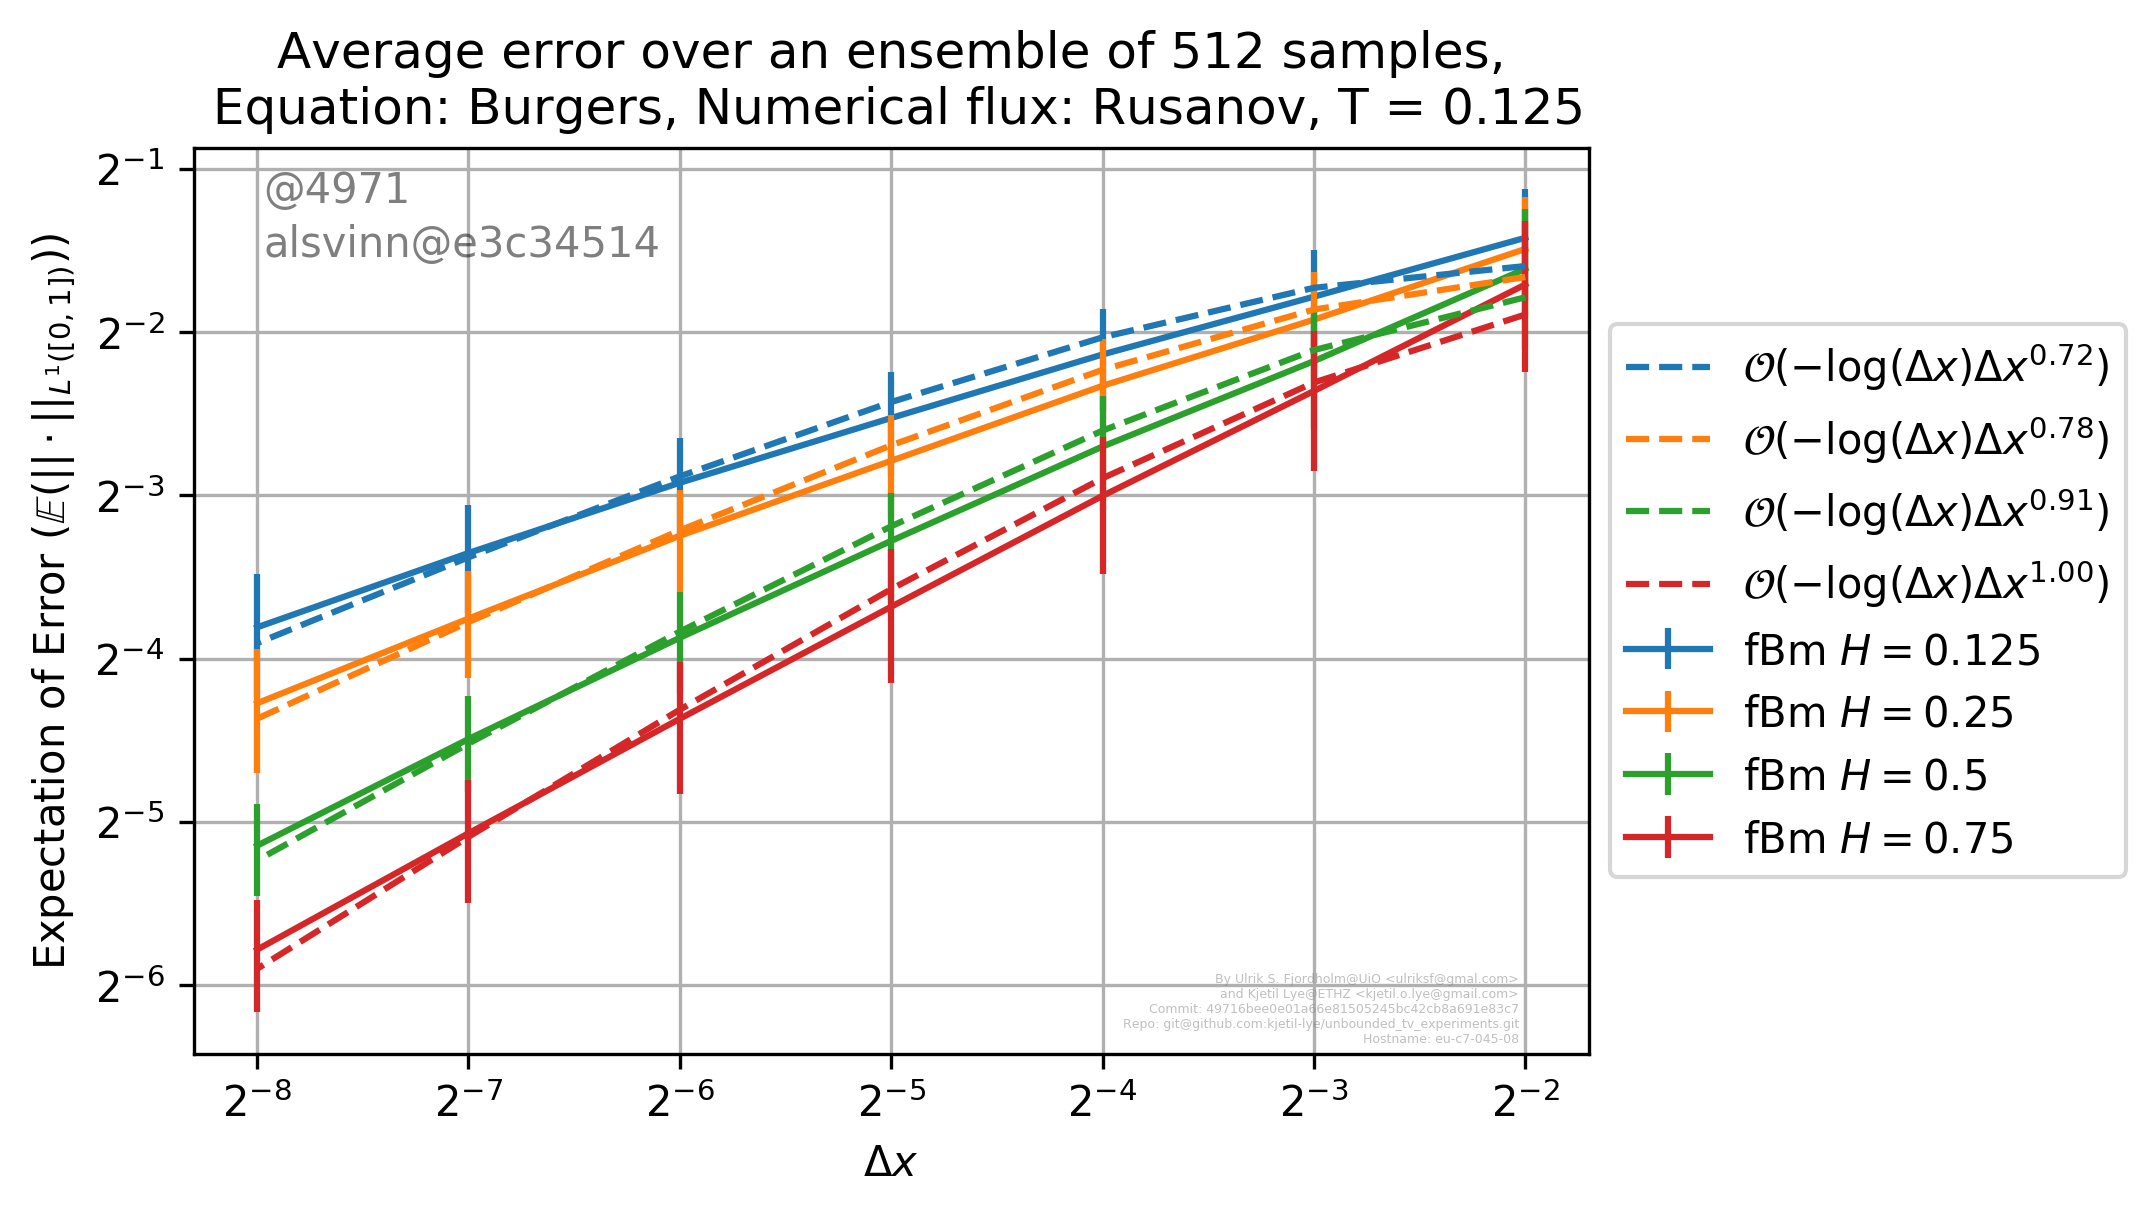 Average error over an ensemble of 512 samples,
Equation: Burgers, Numerical flux: Rusanov, T = 0.125
@4971
alsvinn@e3c34514
Expectation of Error (𝔼(||·||_{L^1([0,1])}))
2^{-1}
2^{-2}
2^{-3}
2^{-4}
2^{-5}
2^{-6}
By Ulrik S. Fjordholm@UiO <ulriksf@gmal.com>
and Kjetil Lye@ETHZ <kjetil.o.lye@gmail.com>
Commit: 49716bee0e01a66e81505245bc42cb8a691e83c7
Repo: git@github.com:kjetil-lye/unbounded_tv_experiments.git
Hostname: eu-c7-045-08
2^{-8} 2^{-7} 2^{-6} 2^{-5} 2^{-4} 2^{-3} 2^{-2}
Δx
𝒪(−log(Δx)Δx^{0.72})
𝒪(−log(Δx)Δx^{0.78})
𝒪(−log(Δx)Δx^{0.91})
𝒪(−log(Δx)Δx^{1.00})
fBm H = 0.125
fBm H = 0.25
fBm H = 0.5
fBm H = 0.75